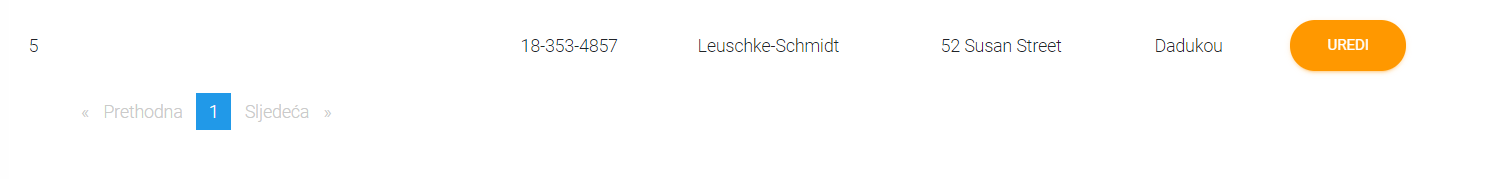 5 18-353-4857 Leuschke-Schmidt 52 Susan Street Dadukou UREDI
« Prethodna 1 Sljedeća »